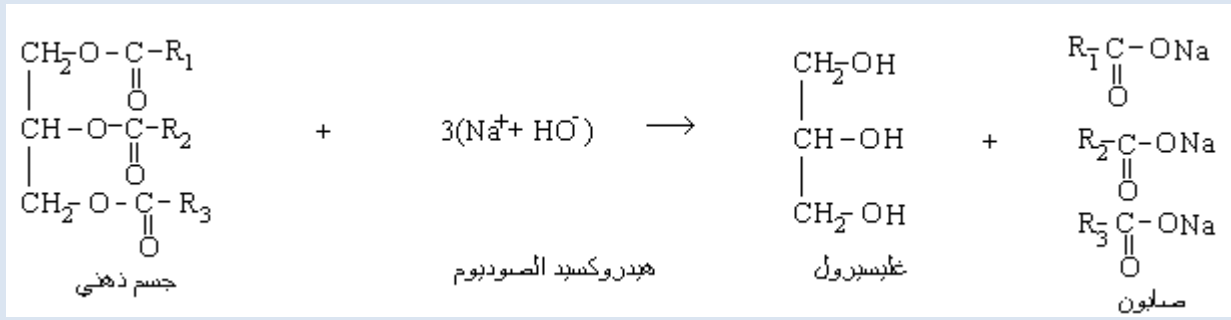 CH2-O-C-R1
O
CH-O-C-R2
O
CH2-O-C-R3
O
جسم ذهني
+
3(Na⁺+ HO⁻)
هيدروكسيد الصوديوم
→
CH2-OH
CH-OH
CH2-OH
غليسيرول
+
R1-C-ONa
O
R2-C-ONa
O
R3-C-ONa
O
صابون